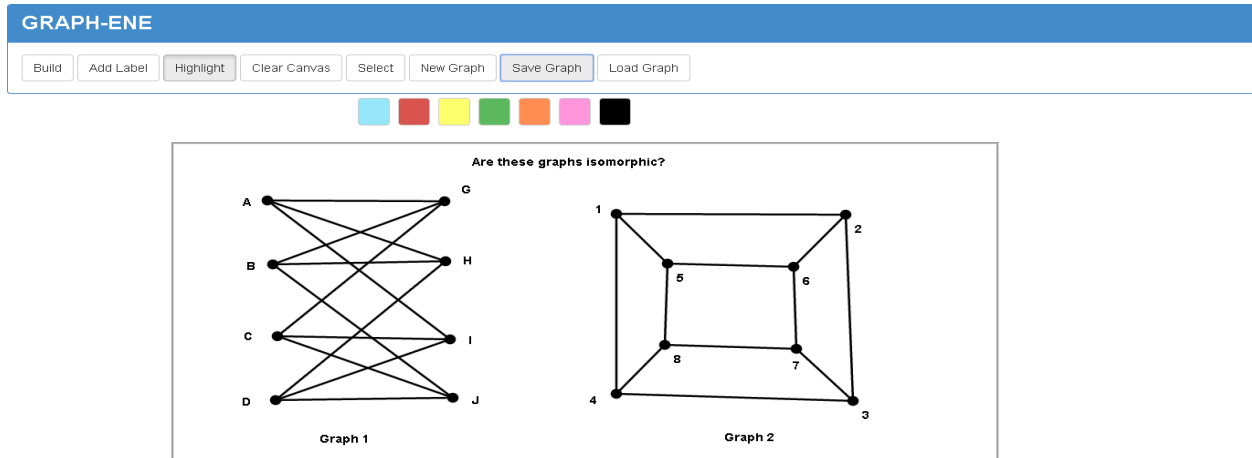 GRAPH-ENE
Build Add Label Highlight Clear Canvas Select New Graph Save Graph Load Graph
Are these graphs isomorphic?
A G
B H
C I
D J
Graph 1
1 2
5 6
8 7
4 3
Graph 2